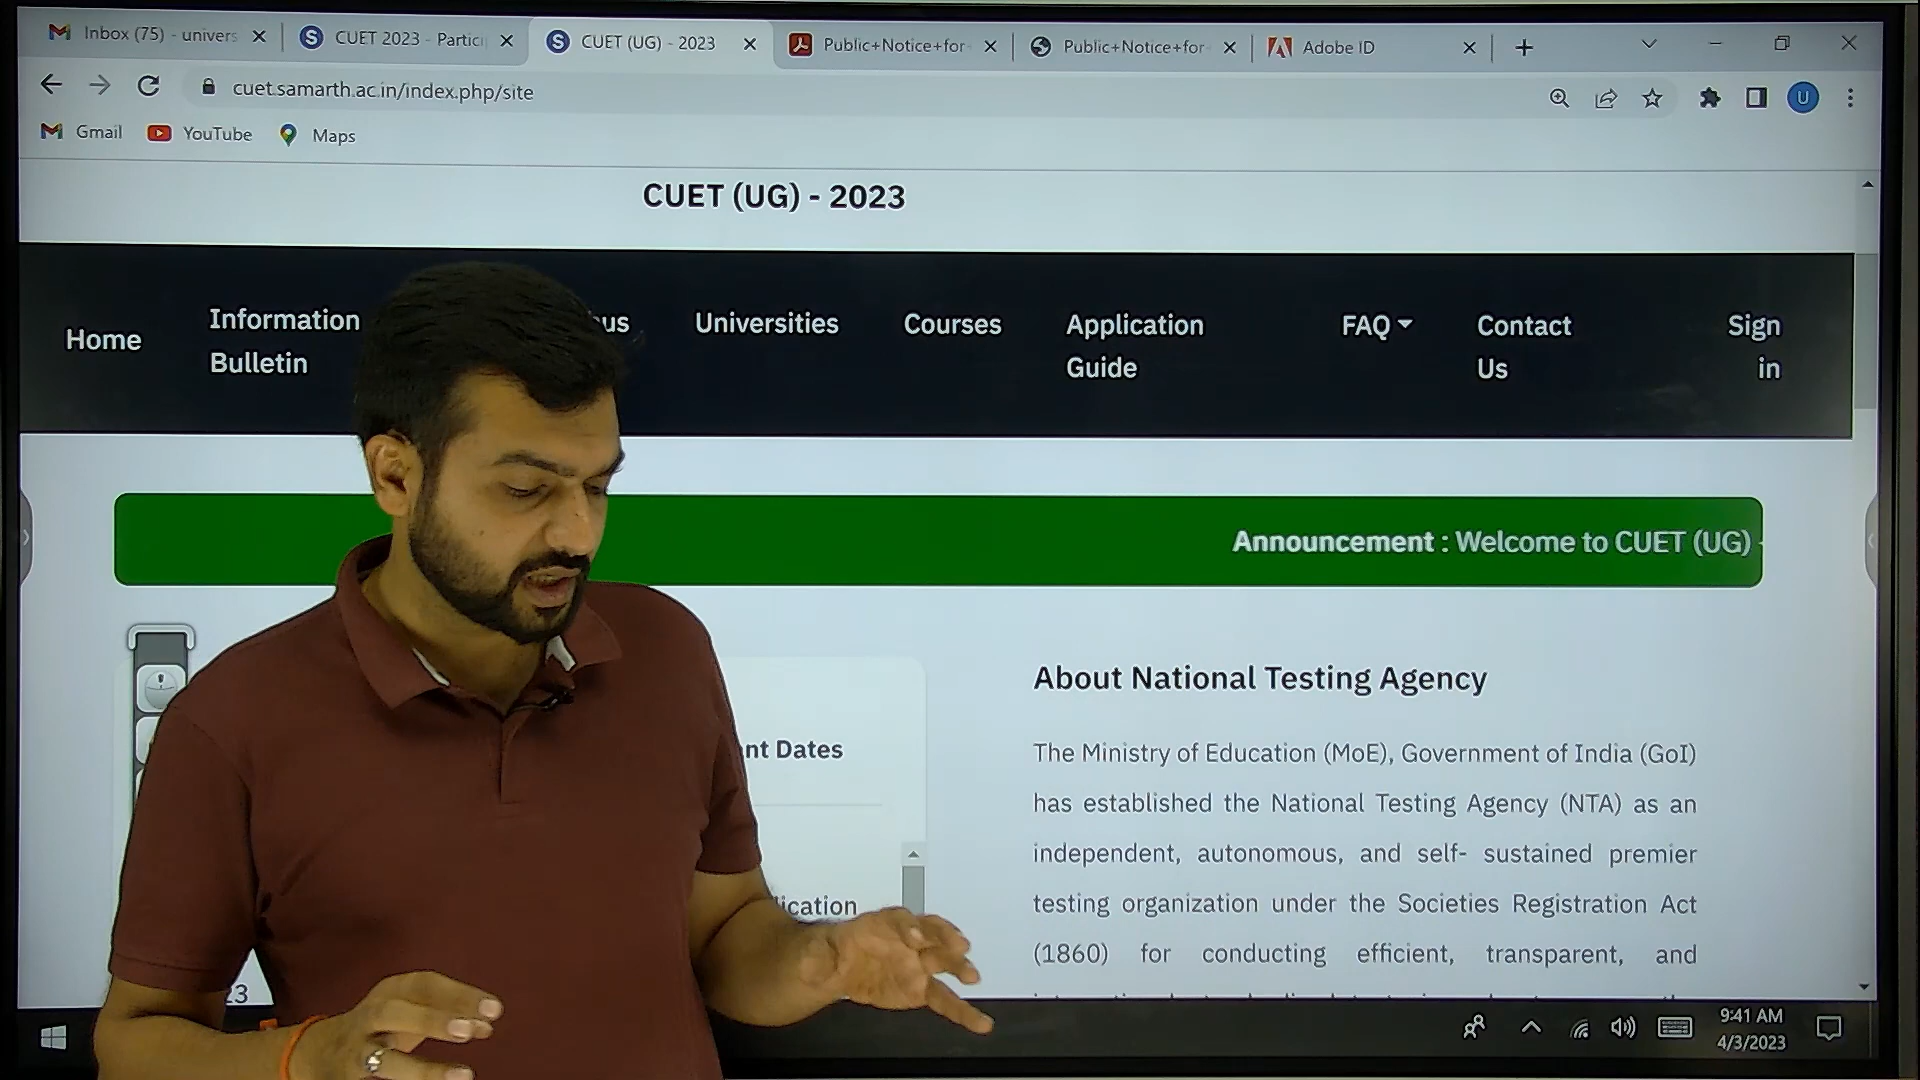 Inbox (75) - univers
CUET 2023 - Partici
CUET (UG) - 2023
Public+Notice+for
Public+Notice+for
Adobe ID
cuet.samarth.ac.in/index.php/site
U
Gmail
YouTube
Maps
CUET (UG) - 2023
Home
Information
Bulletin
us
Universities
Courses
Application
Guide
FAQ
Contact
Us
Sign
in
Announcement : Welcome to CUET (UG) -
nt Dates
ication
23
About National Testing Agency
The Ministry of Education (MoE), Government of India (GoI)
has established the National Testing Agency (NTA) as an
independent, autonomous, and self- sustained premier
testing organization under the Societies Registration Act
(1860) for conducting efficient, transparent, and
9:41 AM
4/3/2023